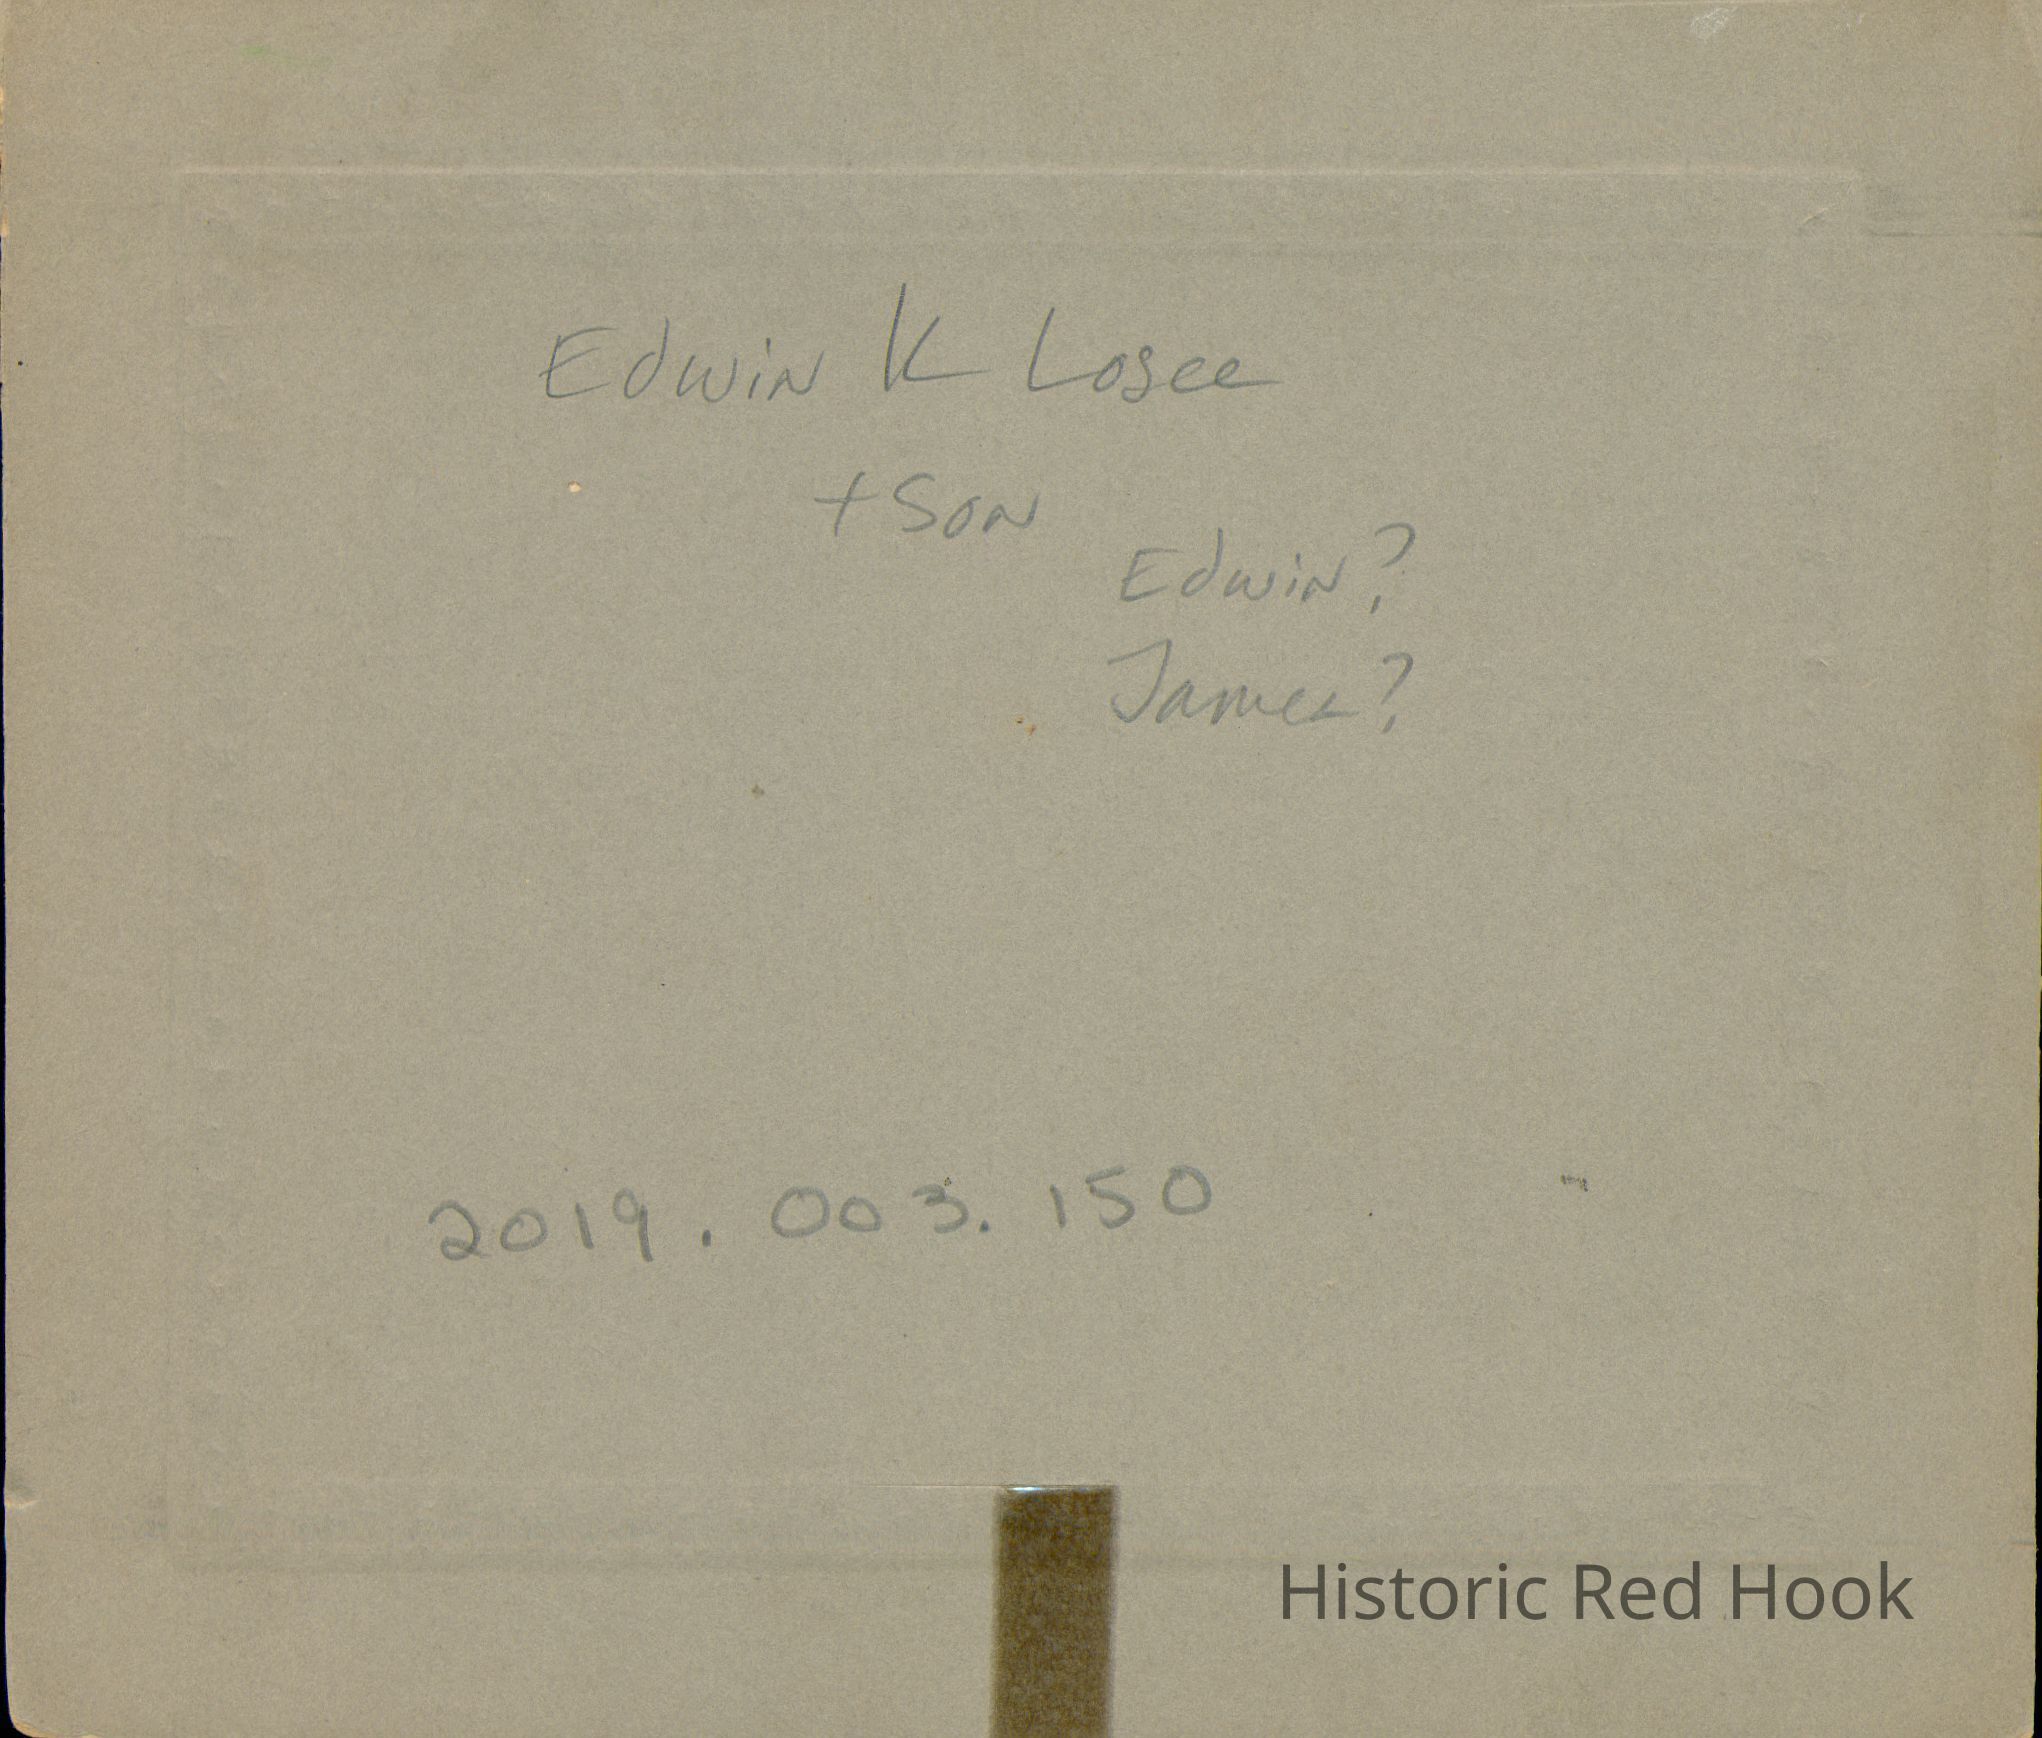 Edwin K Losee
+ Son
Edwin?
James?
2019.003.150
Historic Red Hook